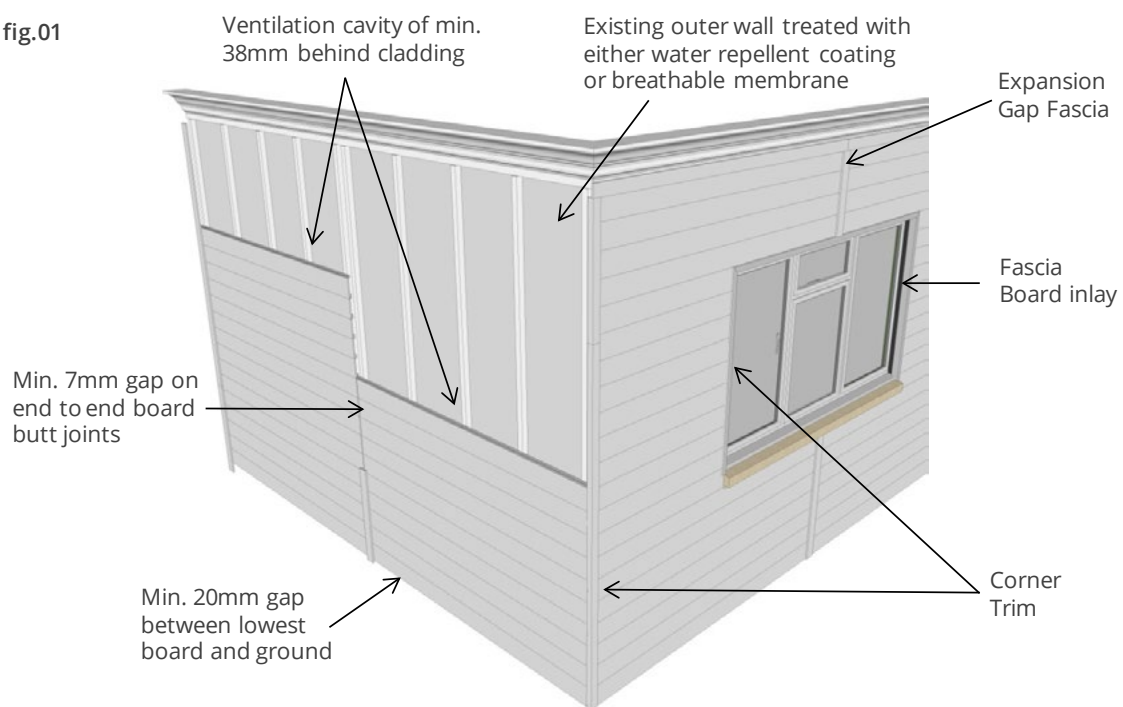 fig.01
Ventilation cavity of min.
38mm behind cladding
Existing outer wall treated with
either water repellent coating
or breathable membrane
Expansion
Gap Fascia
Fascia
Board inlay
Min. 7mm gap on
end to end board
butt joints
Min. 20mm gap
between lowest
board and ground
Corner
Trim